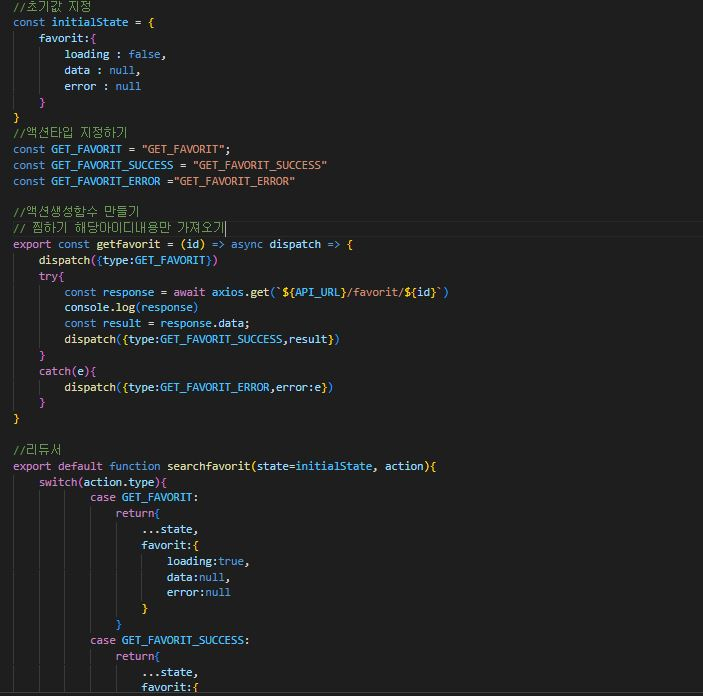 //초기값 지정
const initialState = {
    favorit:{
        loading : false,
        data : null,
        error : null
    }
}
//액션타입 지정하기
const GET_FAVORIT = "GET_FAVORIT";
const GET_FAVORIT_SUCCESS = "GET_FAVORIT_SUCCESS"
const GET_FAVORIT_ERROR ="GET_FAVORIT_ERROR"

//액션생성함수 만들기
// 찜하기 해당아이디내용만 가져오기
export const getfavorit = (id) => async dispatch => {
    dispatch({type:GET_FAVORIT})
    try{
        const response = await axios.get(`${API_URL}/favorit/${id}`)
        console.log(response)
        const result = response.data;
        dispatch({type:GET_FAVORIT_SUCCESS,result})
    }
    catch(e){
        dispatch({type:GET_FAVORIT_ERROR,error:e})
    }
}

//리듀서
export default function searchfavorit(state=initialState, action){
    switch(action.type){
            case GET_FAVORIT:
                return{
                    ...state,
                    favorit:{
                        loading:true,
                        data:null,
                        error:null
                    }
                }
            case GET_FAVORIT_SUCCESS:
                return{
                    ...state,
                    favorit:{